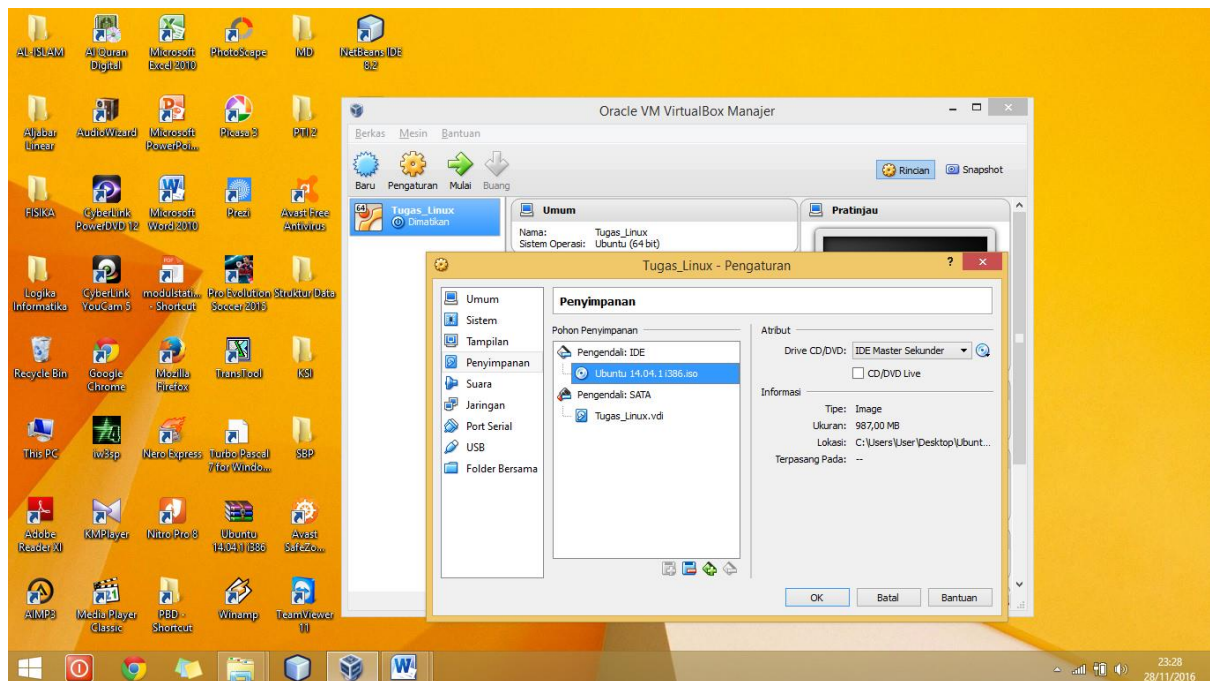 AL-ISLAM
Al Quran
Digital
Microsoft
Excel 2010
PhotoScape
MD
NetBeans IDE
8.2
Aljabar
Linear
AudioWizard
Microsoft
PowerPoi...
Picasa 3
PTI 2
FISIKA
CyberLink
PowerDVD 12
Microsoft
Word 2010
Prezi
Avast Free
Antivirus
Logika
Informatika
CyberLink
YouCam 5
modulstati...
- Shortcut
Pro Evolution
Soccer 2015
Struktur Data
Recycle Bin
Google
Chrome
Mozilla
Firefox
TransTool
KSI
This PC
iw3sp
Nero Express
Turbo Pascal
7 for Windo...
SBP
Adobe
Reader XI
KMPlayer
Nitro Pro 8
Ubuntu
14.04.1 i386
Avast
SafeZo...
AIMP3
Media Player
Classic
PBD -
Shortcut
Winamp
TeamViewer
11
Oracle VM VirtualBox Manajer
Berkas Mesin Bantuan
Baru Pengaturan Mulai Buang
Rincian Snapshot
64
Tugas_Linux
Dimatikan
Umum
Nama: Tugas_Linux
Sistem Operasi: Ubuntu (64 bit)
Pratinjau
Tugas_Linux - Pengaturan
Umum
Sistem
Tampilan
Penyimpanan
Suara
Jaringan
Port Serial
USB
Folder Bersama
Penyimpanan
Pohon Penyimpanan
Pengendali: IDE
Ubuntu 14.04.1 i386.iso
Pengendali: SATA
Tugas_Linux.vdi
Atribut
Drive CD/DVD: IDE Master Sekunder
CD/DVD Live
Informasi
Tipe: Image
Ukuran: 987,00 MB
Lokasi: C:\Users\User\Desktop\Ubunt...
Terpasang Pada: --
OK Batal Bantuan
23:28
28/11/2016